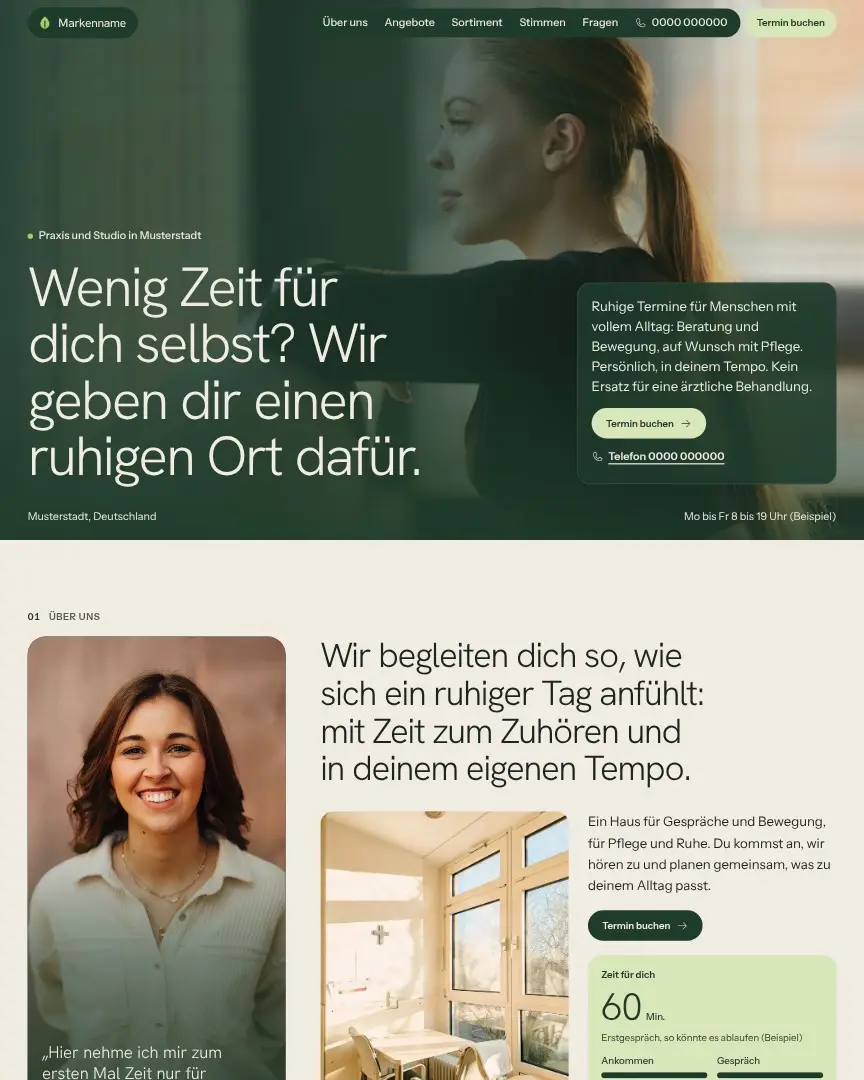 Markenname
Über uns Angebote Sortiment Stimmen Fragen 0000 000000 Termin buchen
Praxis und Studio in Musterstadt
Wenig Zeit für
dich selbst? Wir
geben dir einen
ruhigen Ort dafür.
Ruhige Termine für Menschen mit
vollem Alltag: Beratung und
Bewegung, auf Wunsch mit Pflege.
Persönlich, in deinem Tempo. Kein
Ersatz für eine ärztliche Behandlung.
Termin buchen
Telefon 0000 000000
Musterstadt, Deutschland
Mo bis Fr 8 bis 19 Uhr (Beispiel)
01 ÜBER UNS
Wir begleiten dich so, wie
sich ein ruhiger Tag anfühlt:
mit Zeit zum Zuhören und
in deinem eigenen Tempo.
Ein Haus für Gespräche und Bewegung,
für Pflege und Ruhe. Du kommst an, wir
hören zu und planen gemeinsam, was zu
deinem Alltag passt.
Termin buchen
Zeit für dich
60 Min.
Erstgespräch, so könnte es ablaufen (Beispiel)
Ankommen Gespräch
„Hier nehme ich mir zum
ersten Mal Zeit nur für